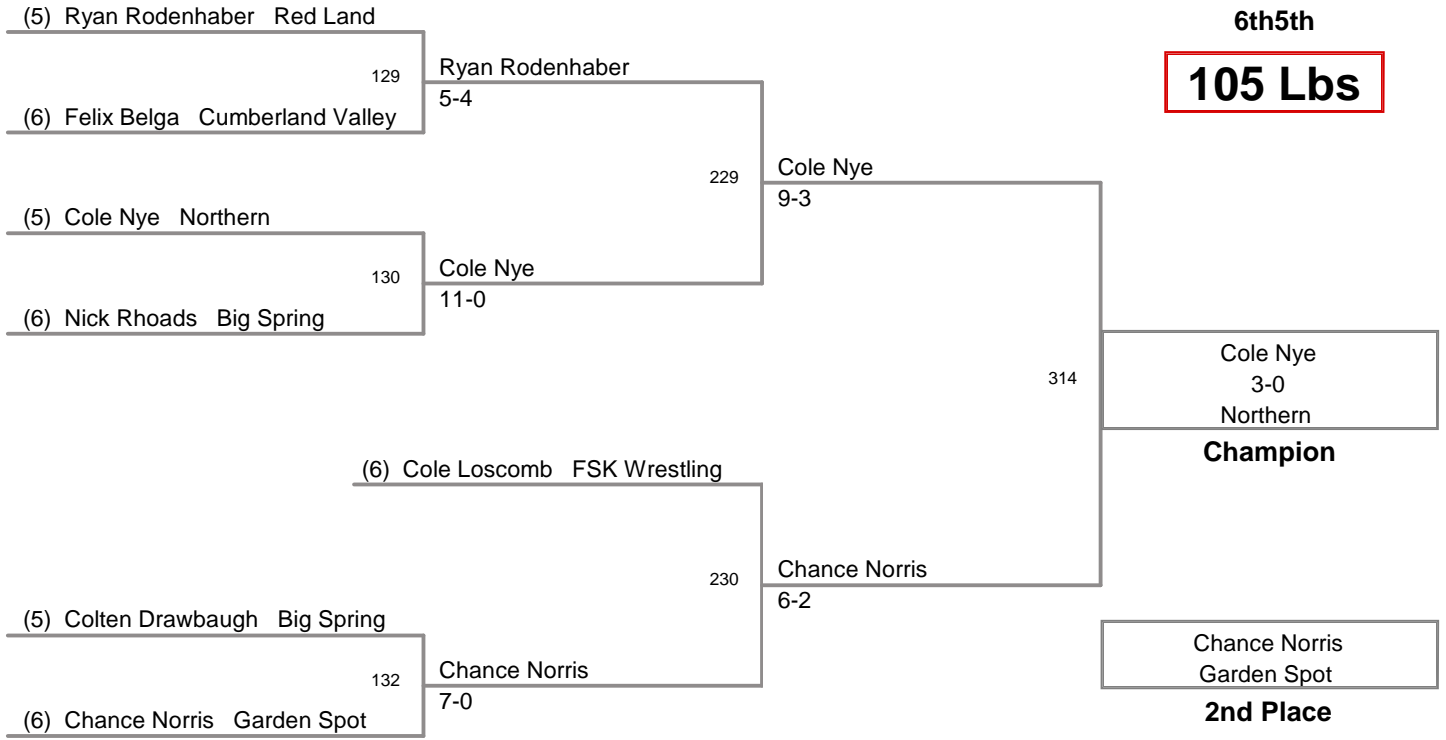 (5) Ryan Rodenhaber Red Land
6th5th
105 Lbs
129
Ryan Rodenhaber
5-4
(6) Felix Belga Cumberland Valley
229
Cole Nye
9-3
(5) Cole Nye Northern
130
Cole Nye
11-0
(6) Nick Rhoads Big Spring
314
Cole Nye
3-0
Northern
Champion
(6) Cole Loscomb FSK Wrestling
230
Chance Norris
6-2
(5) Colten Drawbaugh Big Spring
132
Chance Norris
7-0
(6) Chance Norris Garden Spot
Chance Norris
Garden Spot
2nd Place